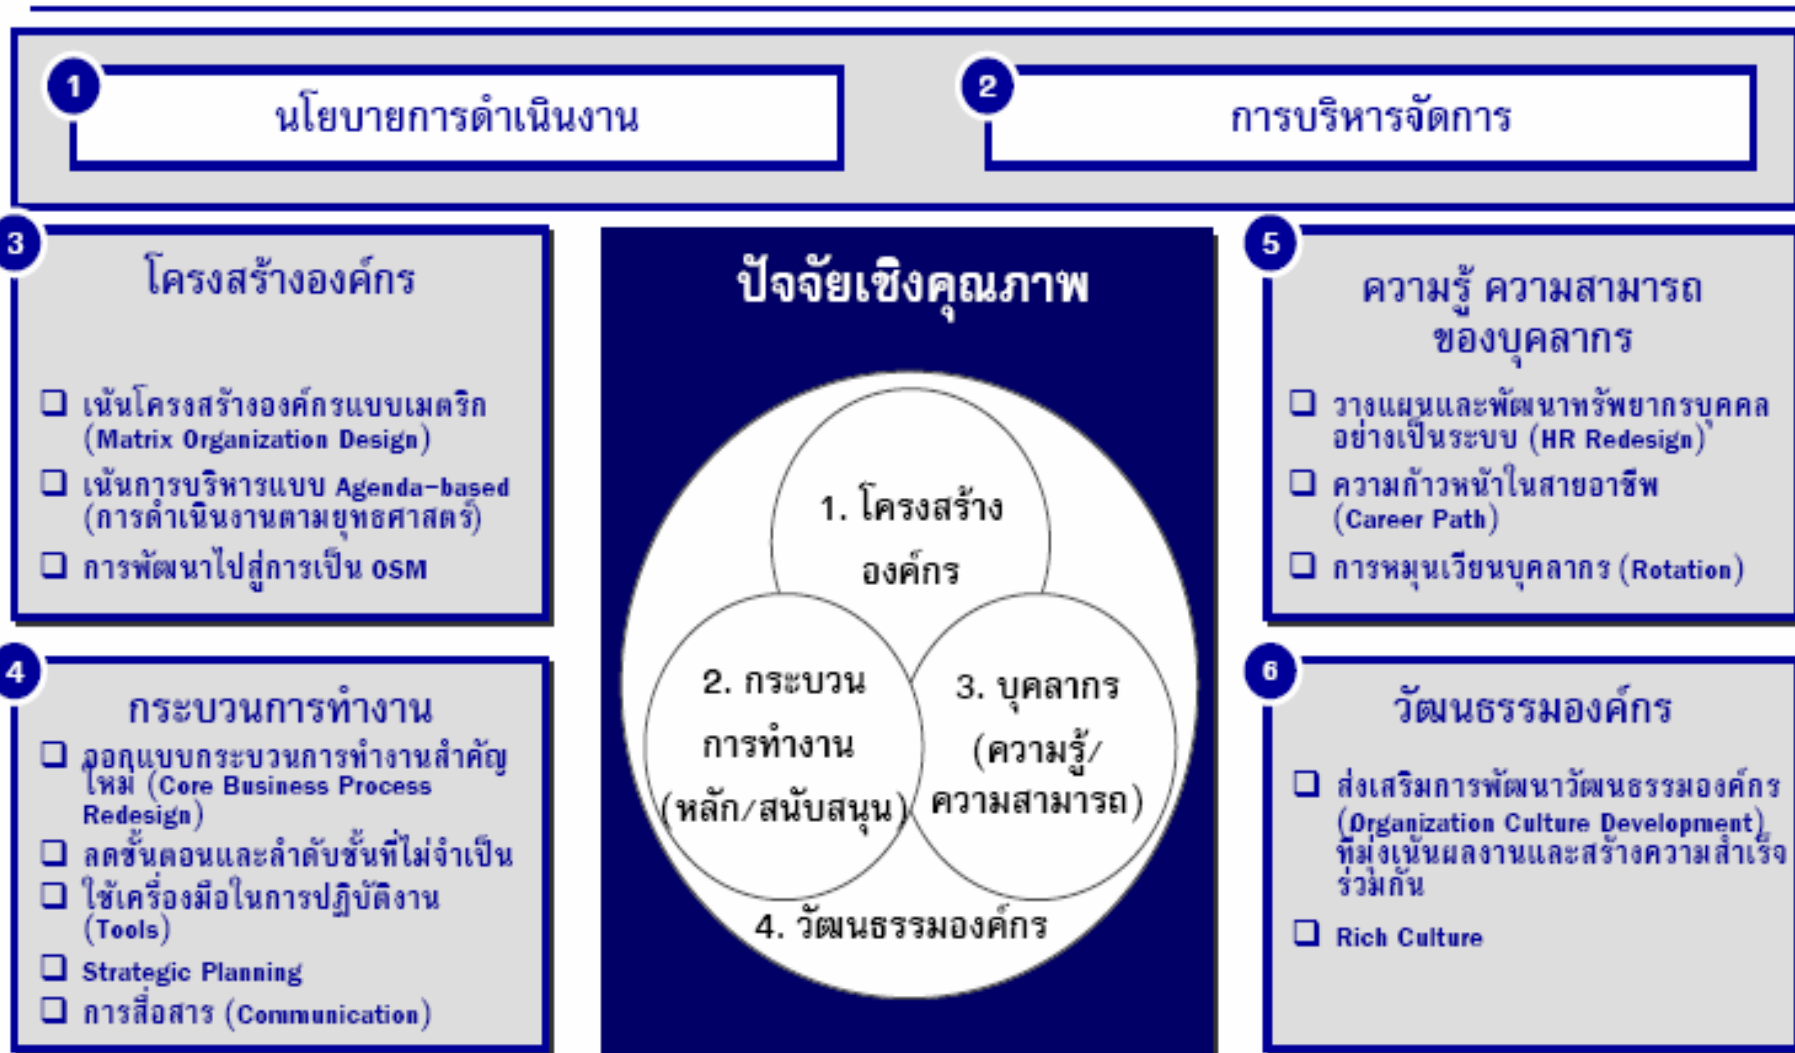 1
นโยบายการดำเนินงาน
2
การบริหารจัดการ
3
โครงสร้างองค์กร
❑ เน้นโครงสร้างองค์กรแบบเมตริก
(Matrix Organization Design)
❑ เน้นการบริหารแบบ Agenda-based
(การดำเนินงานตามยุทธศาสตร์)
❑ การพัฒนาไปสู่การเป็น OSM
4
กระบวนการทำงาน
❑ ออกแบบกระบวนการทำงานสำคัญ
ใหม่ (Core Business Process
Redesign)
❑ ลดขั้นตอนและลำดับชั้นที่ไม่จำเป็น
❑ ใช้เครื่องมือในการปฏิบัติงาน
(Tools)
❑ Strategic Planning
❑ การสื่อสาร (Communication)
ปัจจัยเชิงคุณภาพ
1. โครงสร้าง
องค์กร
2. กระบวน
การทำงาน
(หลัก/สนับสนุน)
3. บุคลากร
(ความรู้/
ความสามารถ)
4. วัฒนธรรมองค์กร
5
ความรู้ ความสามารถ
ของบุคลากร
❑ วางแผนและพัฒนาทรัพยากรบุคคล
อย่างเป็นระบบ (HR Redesign)
❑ ความก้าวหน้าในสายอาชีพ
(Career Path)
❑ การหมุนเวียนบุคลากร (Rotation)
6
วัฒนธรรมองค์กร
❑ ส่งเสริมการพัฒนาวัฒนธรรมองค์กร
(Organization Culture Development)
ที่มุ่งเน้นผลงานและสร้างความสำเร็จ
ร่วมกัน
❑ Rich Culture